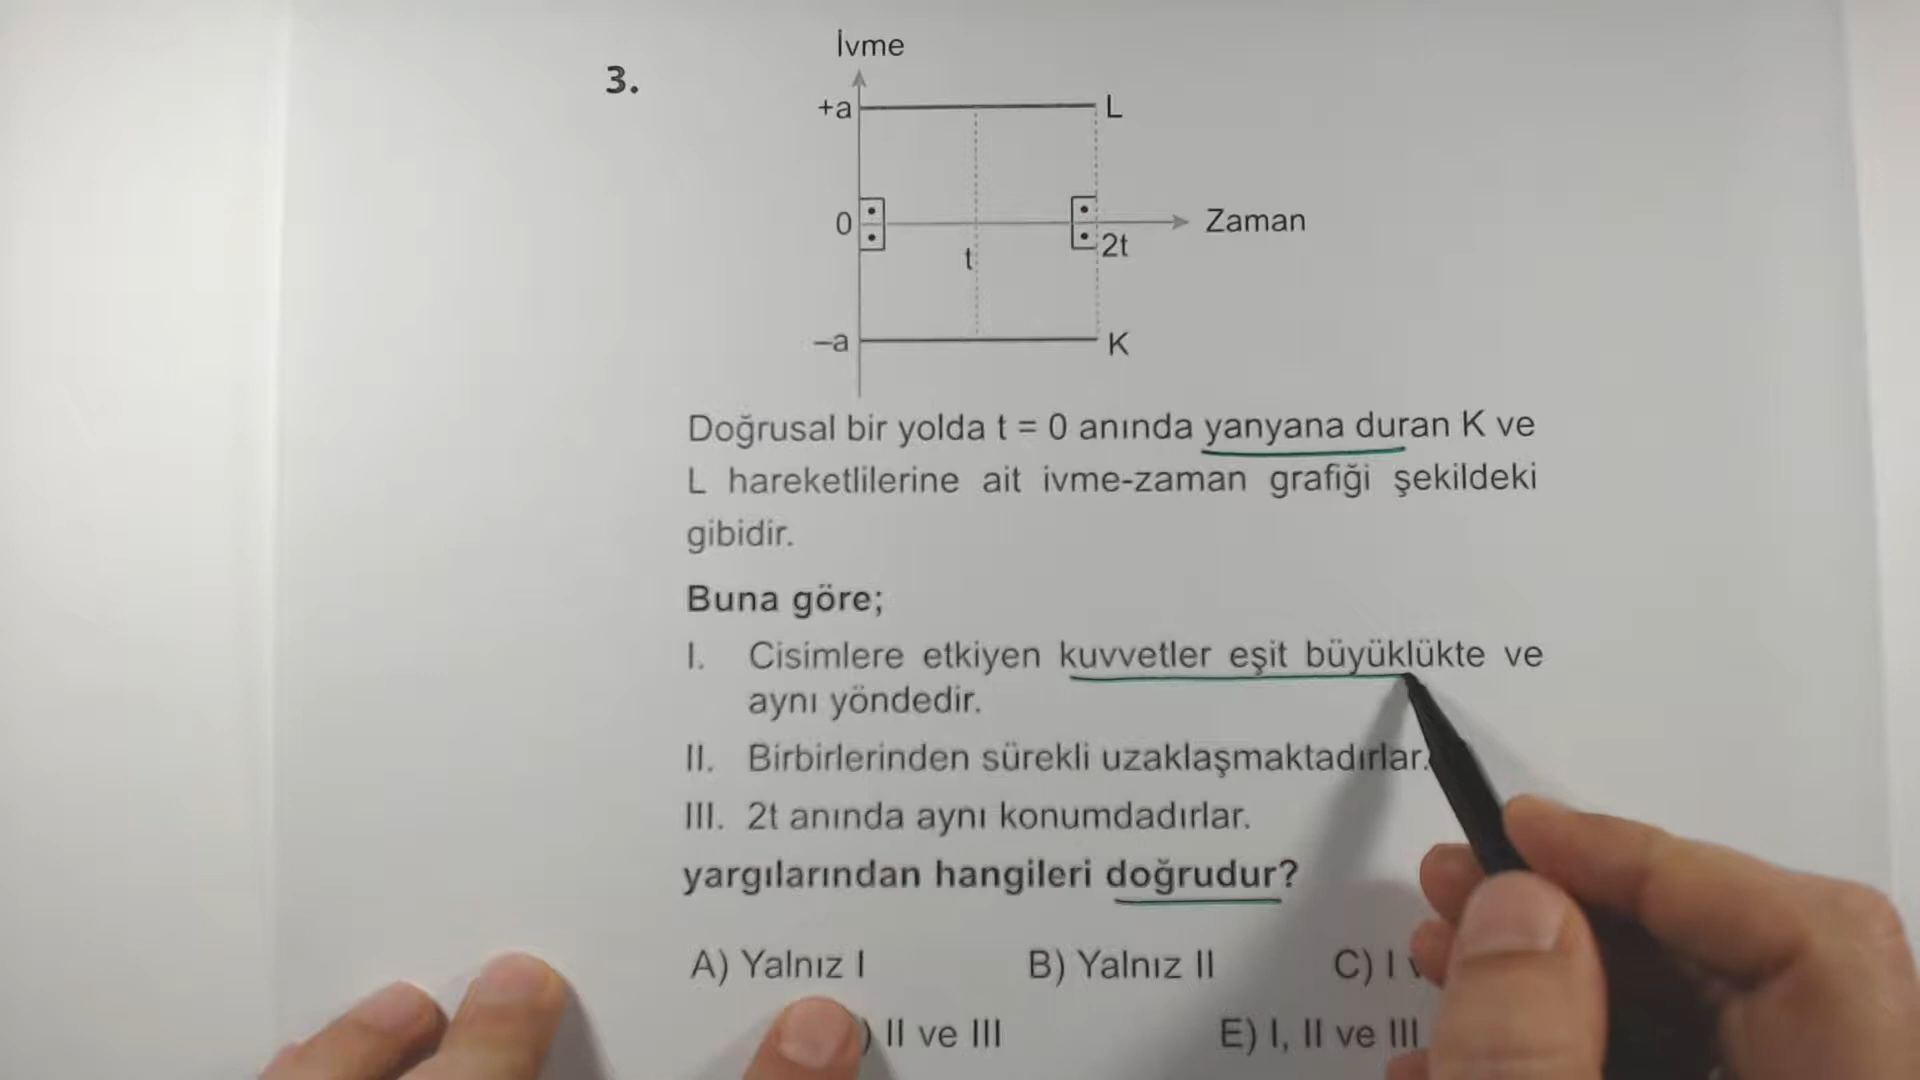 3.
İvme
+a
L
0
Zaman
t
2t
–a
K
Doğrusal bir yolda t = 0 anında yanyana duran K ve
L hareketlilerine ait ivme-zaman grafiği şekildeki
gibidir.
Buna göre;
I. Cisimlere etkiyen kuvvetler eşit büyüklükte ve
aynı yöndedir.
II. Birbirlerinden sürekli uzaklaşmaktadırlar.
III. 2t anında aynı konumdadırlar.
yargılarından hangileri doğrudur?
A) Yalnız I B) Yalnız II C) I
) II ve III E) I, II ve III